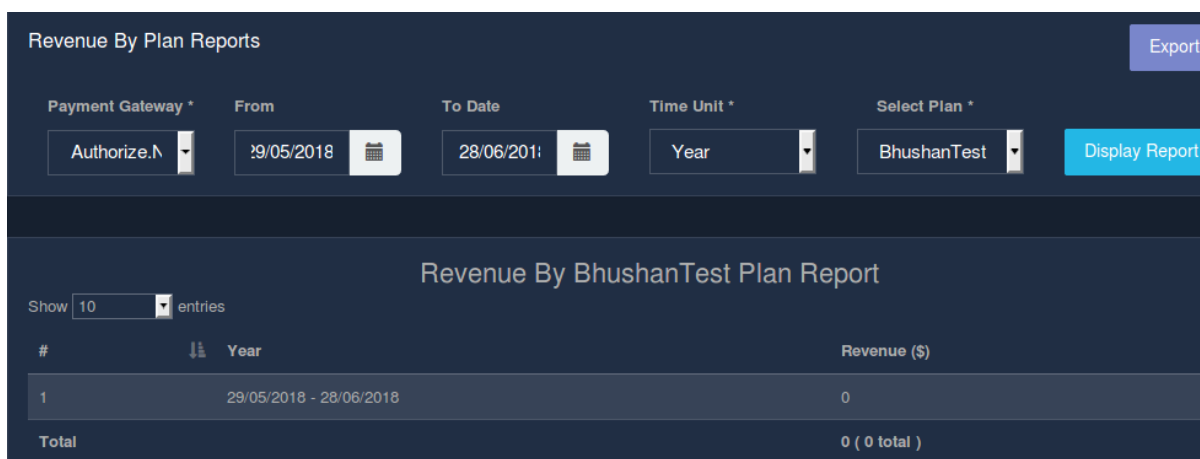 Revenue By Plan Reports
Export
Payment Gateway * From To Date Time Unit * Select Plan *
Authorize.N 29/05/2018 28/06/201 Year BhushanTest Display Report
Revenue By BhushanTest Plan Report
Show 10 entries
# Year Revenue ($)
1 29/05/2018 - 28/06/2018 0
Total 0 ( 0 total )